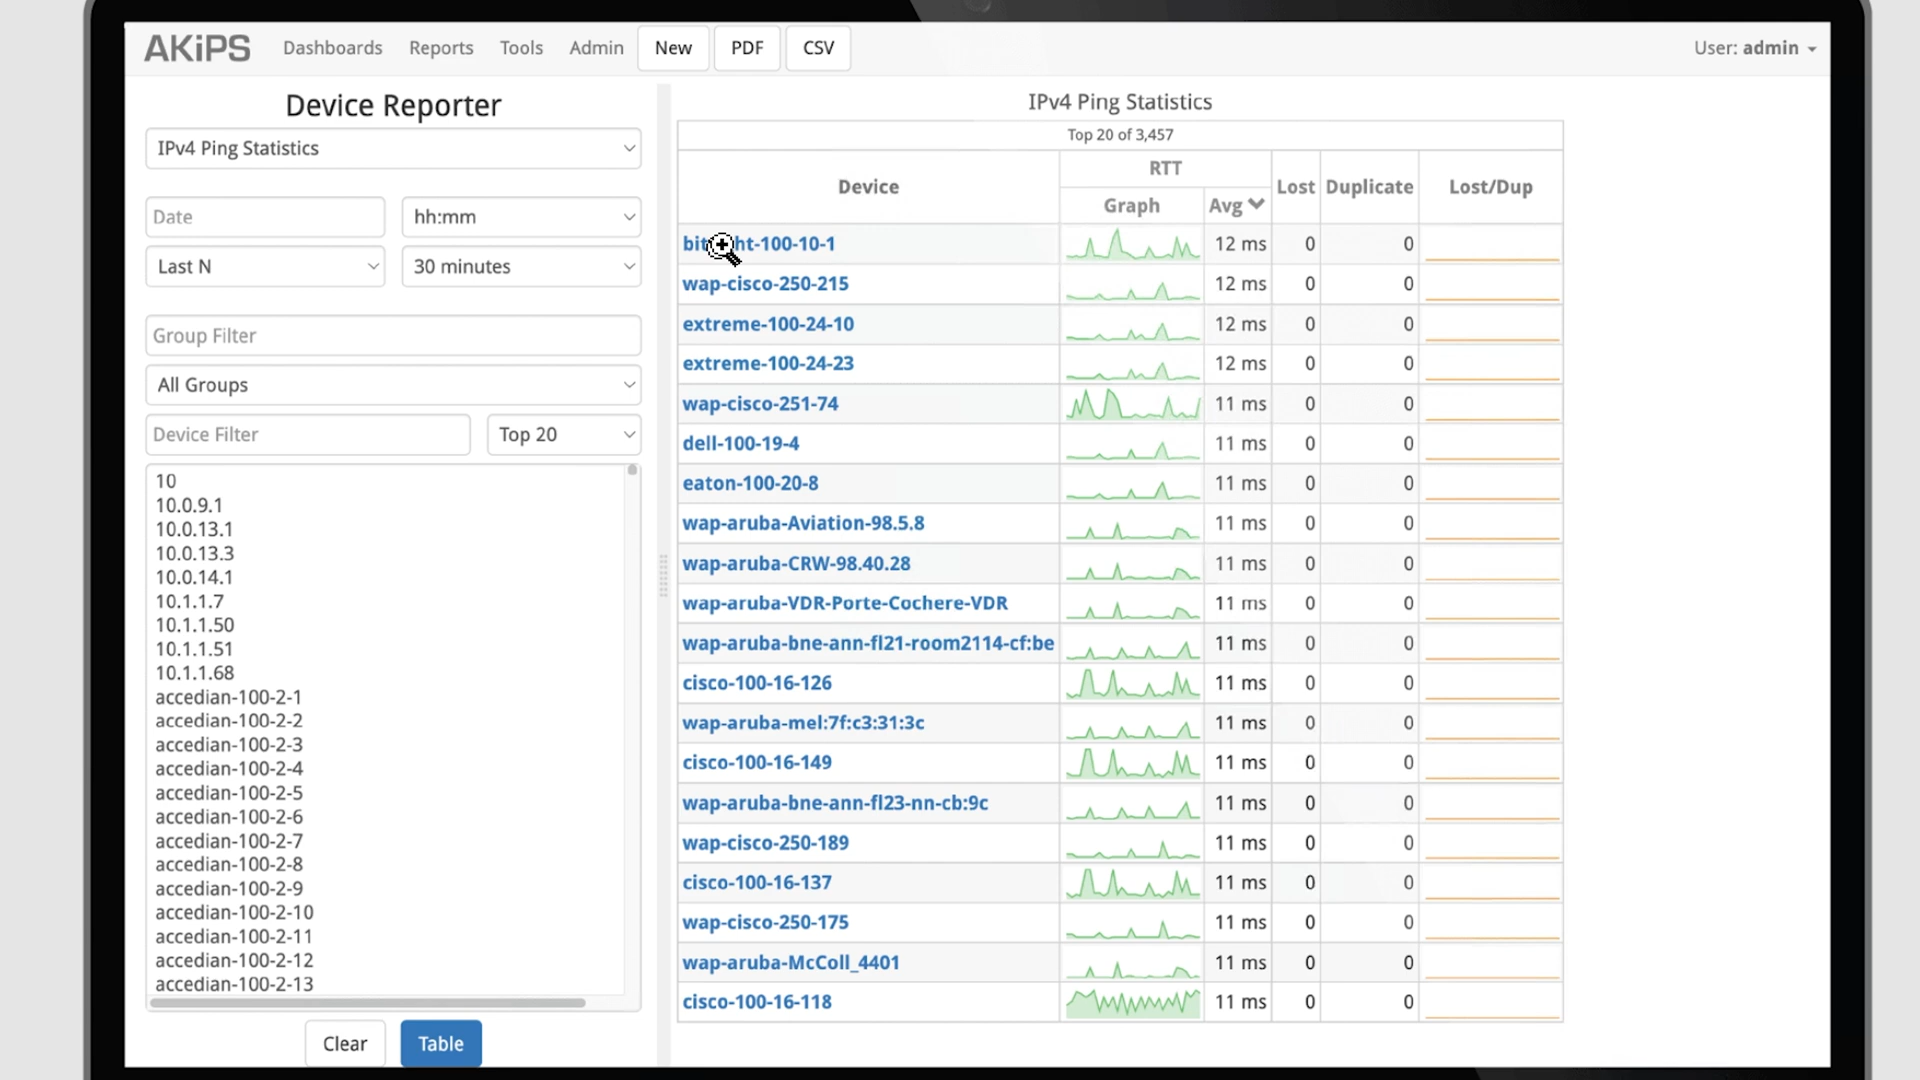 AKiPS Dashboards Reports Tools Admin New PDF CSV User: admin
Device Reporter
IPv4 Ping Statistics
Date hh:mm
Last N 30 minutes
Group Filter
All Groups
Device Filter Top 20
10
10.0.9.1
10.0.13.1
10.0.13.3
10.0.14.1
10.1.1.7
10.1.1.50
10.1.1.51
10.1.1.68
accedian-100-2-1
accedian-100-2-2
accedian-100-2-3
accedian-100-2-4
accedian-100-2-5
accedian-100-2-6
accedian-100-2-7
accedian-100-2-8
accedian-100-2-9
accedian-100-2-10
accedian-100-2-11
accedian-100-2-12
accedian-100-2-13
Clear Table
IPv4 Ping Statistics
Top 20 of 3,457
Device RTT Lost Duplicate Lost/Dup
Graph Avg
12 ms 0 0
wap-cisco-250-215 12 ms 0 0
extreme-100-24-10 12 ms 0 0
extreme-100-24-23 12 ms 0 0
wap-cisco-251-74 11 ms 0 0
dell-100-19-4 11 ms 0 0
eaton-100-20-8 11 ms 0 0
wap-aruba-Aviation-98.5.8 11 ms 0 0
wap-aruba-CRW-98.40.28 11 ms 0 0
wap-aruba-VDR-Porte-Cochere-VDR 11 ms 0 0
wap-aruba-bne-ann-fl21-room2114-cf:be 11 ms 0 0
cisco-100-16-126 11 ms 0 0
wap-aruba-mel:7f:c3:31:3c 11 ms 0 0
cisco-100-16-149 11 ms 0 0
wap-aruba-bne-ann-fl23-nn-cb:9c 11 ms 0 0
wap-cisco-250-189 11 ms 0 0
cisco-100-16-137 11 ms 0 0
wap-cisco-250-175 11 ms 0 0
wap-aruba-McColl_4401 11 ms 0 0
cisco-100-16-118 11 ms 0 0